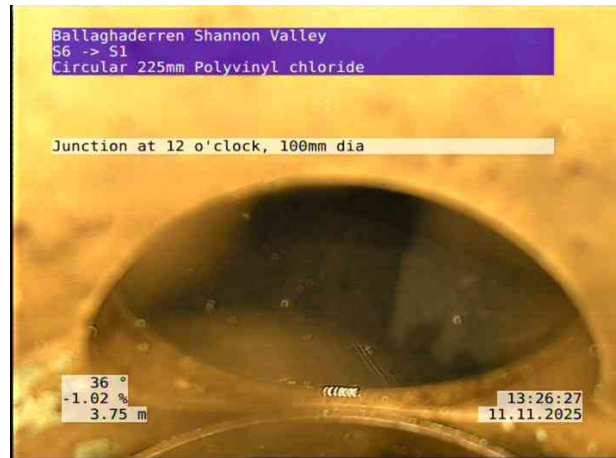 Ballaghaderren Shannon Valley
S6 -> S1
Circular 225mm Polyvinyl chloride
Junction at 12 o'clock, 100mm dia
36 °
-1.02 %
3.75 m
13:26:27
11.11.2025